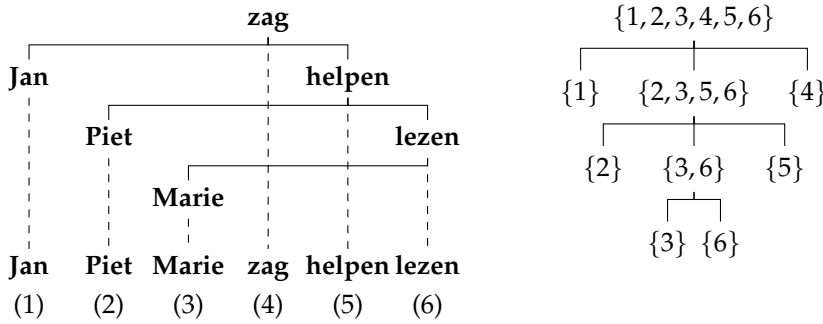 zag
Jan helpen
Piet lezen
Marie
Jan Piet Marie zag helpen lezen
(1) (2) (3) (4) (5) (6)
{1, 2, 3, 4, 5, 6}
{1} {2, 3, 5, 6} {4}
{2} {3, 6} {5}
{3} {6}